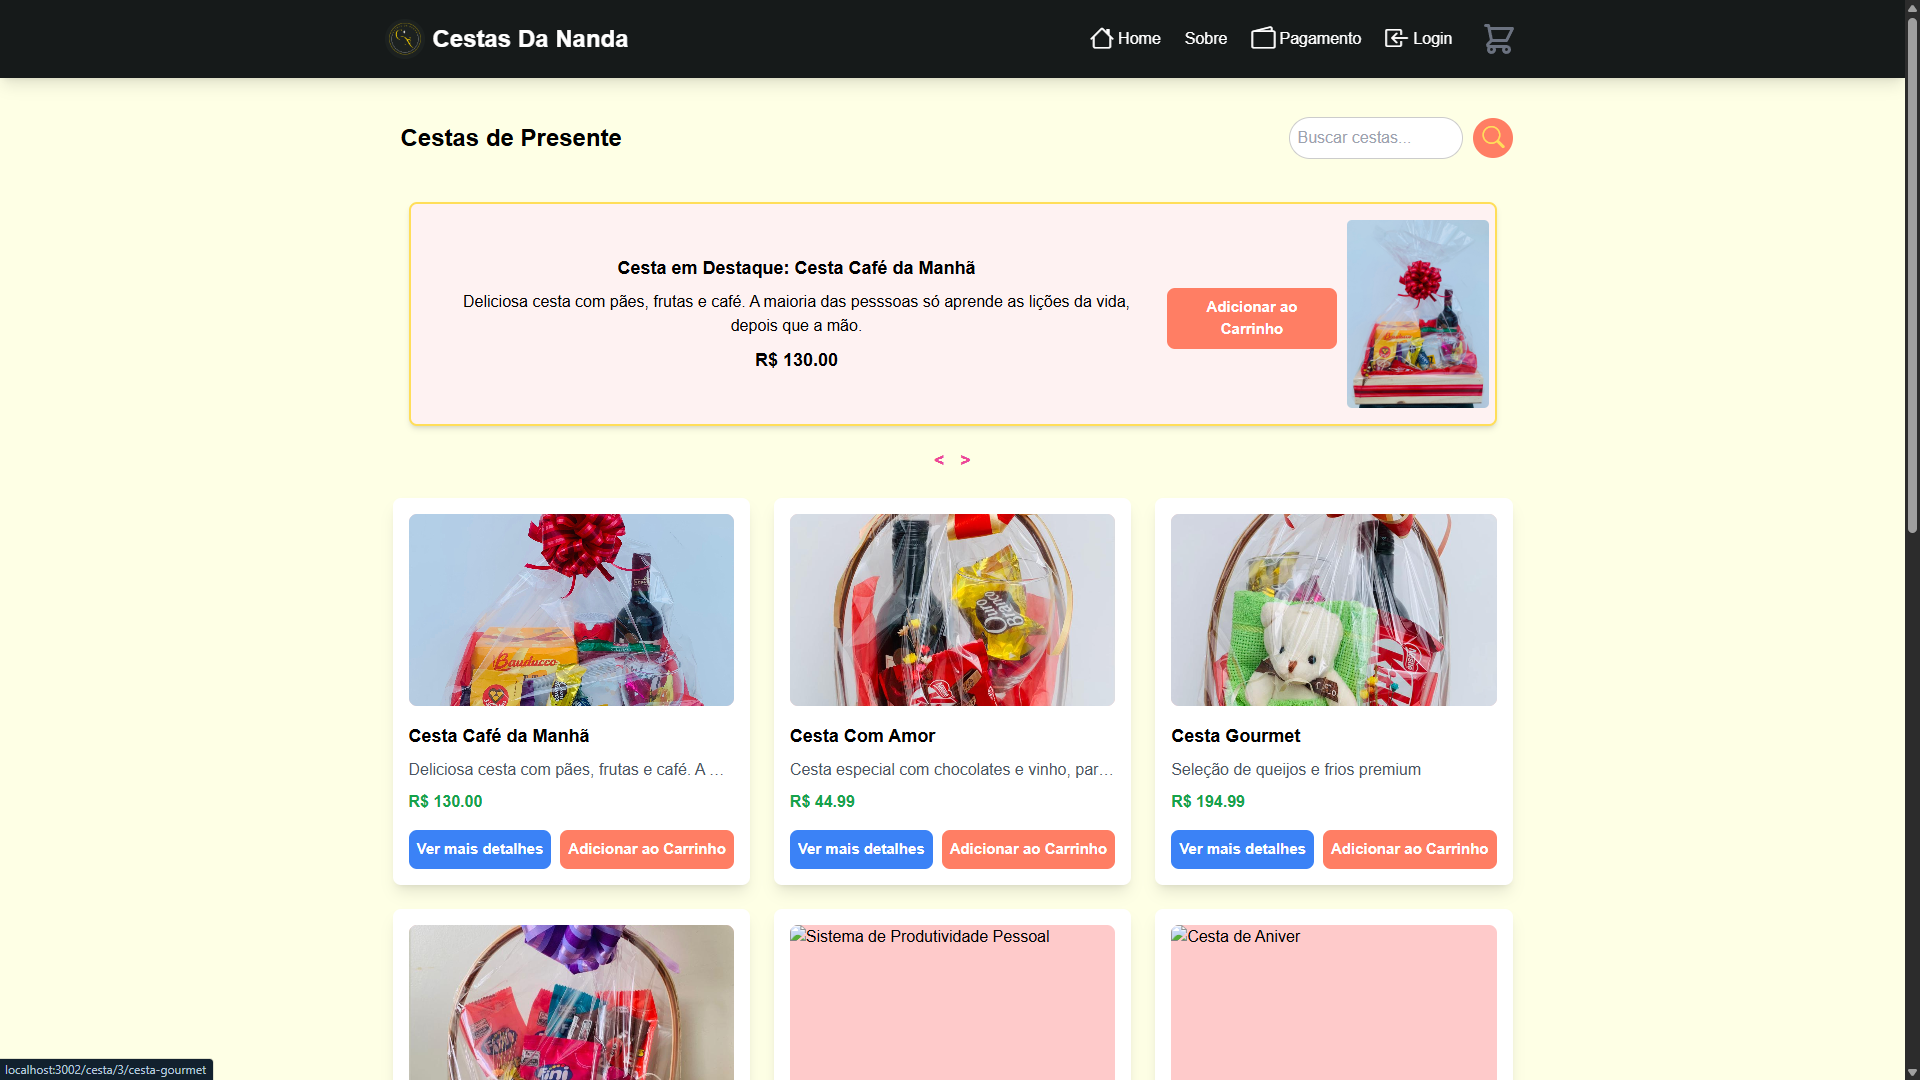 Cestas Da Nanda
Home
Sobre
Pagamento
Login
Cestas de Presente
Buscar cestas...
Cesta em Destaque: Cesta Café da Manhã
Deliciosa cesta com pães, frutas e café. A maioria das pesssoas só aprende as lições da vida,
depois que a mão.
R$ 130.00
Adicionar ao
Carrinho
< >
Bauducco
Ouro
Branco
Cesta Café da Manhã
Deliciosa cesta com pães, frutas e café. A ...
R$ 130.00
Ver mais detalhes
Adicionar ao Carrinho
Cesta Com Amor
Cesta especial com chocolates e vinho, par...
R$ 44.99
Ver mais detalhes
Adicionar ao Carrinho
Cesta Gourmet
Seleção de queijos e frios premium
R$ 194.99
Ver mais detalhes
Adicionar ao Carrinho
Sistema de Produtividade Pessoal
Cesta de Aniver
localhost:3002/cesta/3/cesta-gourmet